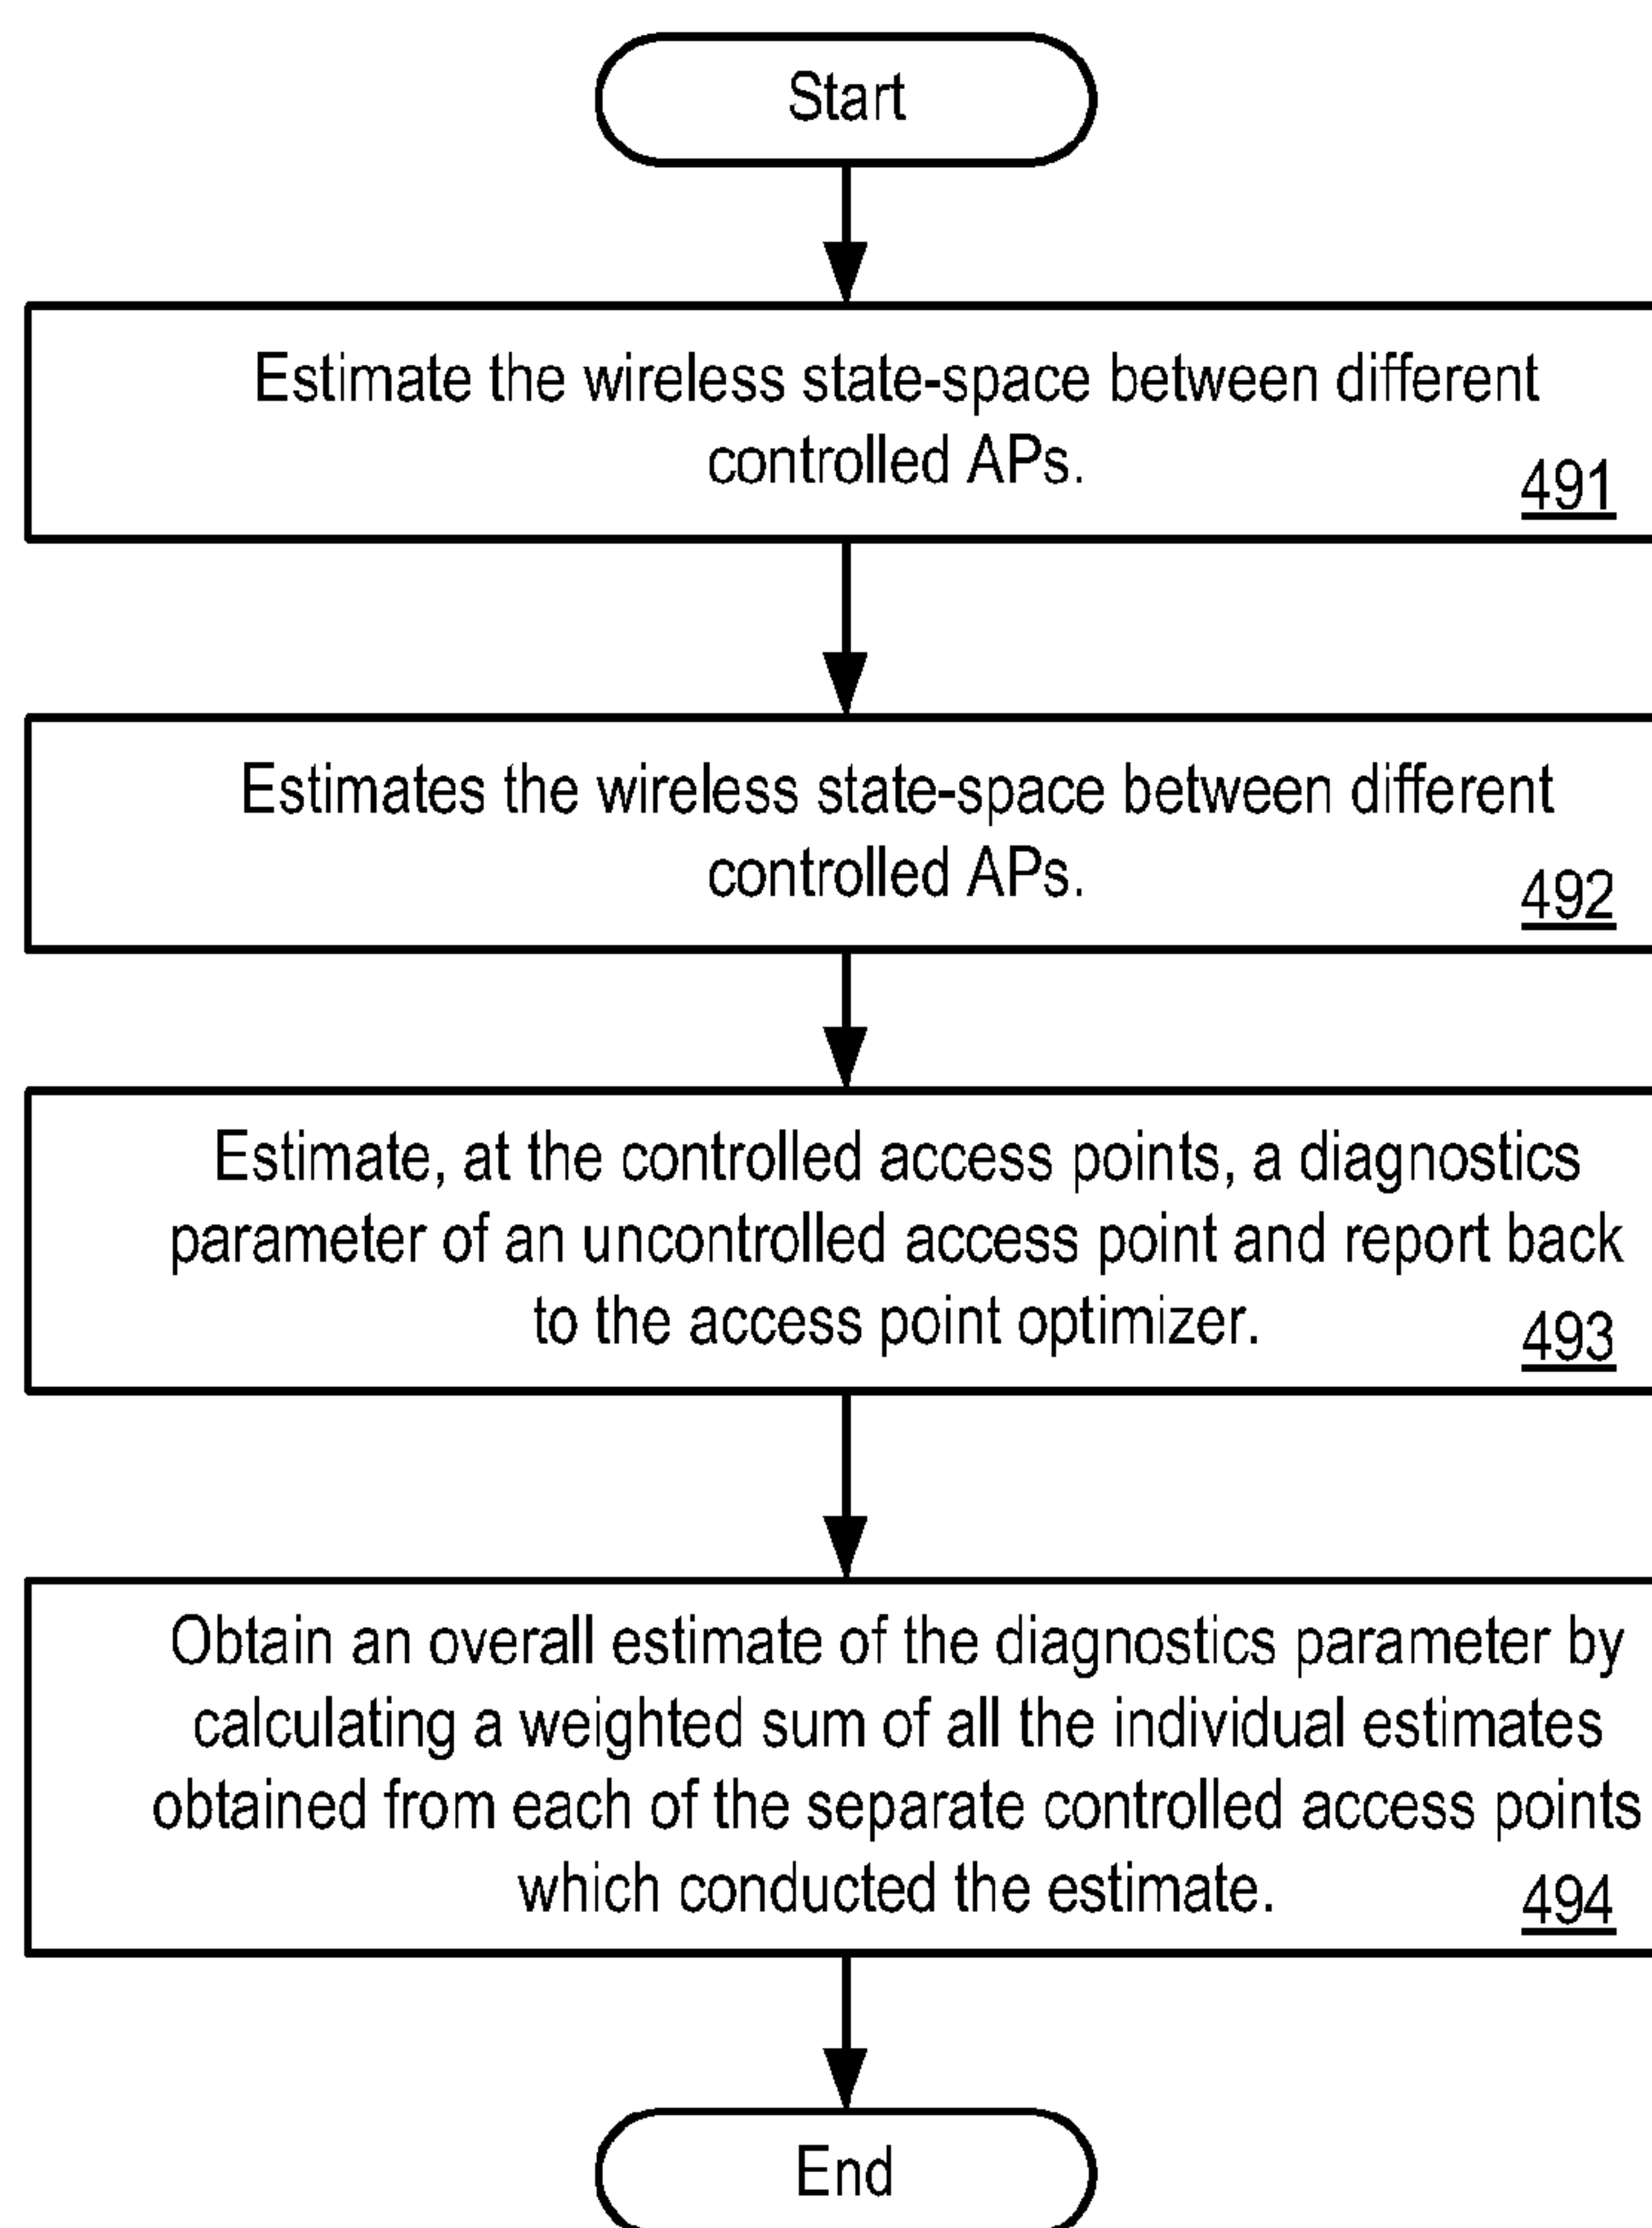 Start
Estimate the wireless state-space between different
controlled APs.
491
Estimates the wireless state-space between different
controlled APs.
492
Estimate, at the controlled access points, a diagnostics
parameter of an uncontrolled access point and report back
to the access point optimizer.
493
Obtain an overall estimate of the diagnostics parameter by
calculating a weighted sum of all the individual estimates
obtained from each of the separate controlled access points
which conducted the estimate.
494
End